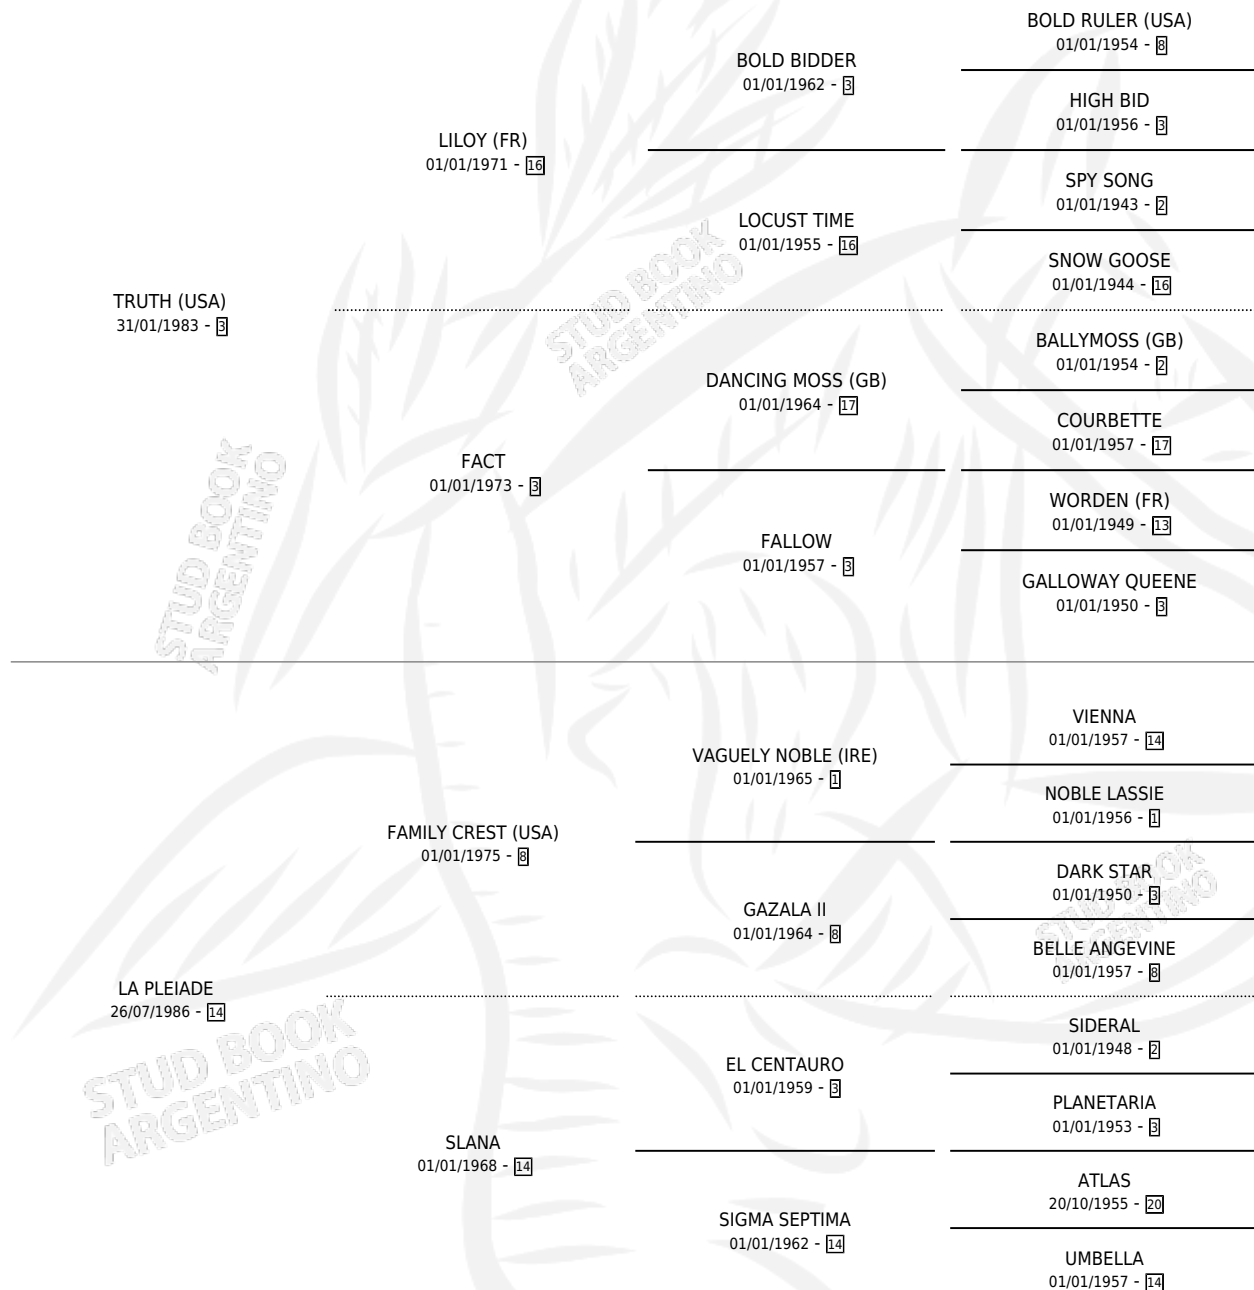 BOLD RULER (USA)
01/01/1954 - 8
BOLD BIDDER
01/01/1962 - 3
HIGH BID
01/01/1956 - 3
LILOY (FR)
01/01/1971 - 16
SPY SONG
01/01/1943 - 2
LOCUST TIME
01/01/1955 - 16
SNOW GOOSE
01/01/1944 - 16
TRUTH (USA)
31/01/1983 - 3
STUD BOOK
ARGENTINO
BALLYMOSS (GB)
01/01/1954 - 2
DANCING MOSS (GB)
01/01/1964 - 17
COURBETTE
01/01/1957 - 17
FACT
01/01/1973 - 3
WORDEN (FR)
01/01/1949 - 13
FALLOW
01/01/1957 - 3
GALLOWAY QUEENE
01/01/1950 - 3
STUD BOOK
ARGENTINO
VIENNA
01/01/1957 - 14
VAGUELY NOBLE (IRE)
01/01/1965 - 1
NOBLE LASSIE
01/01/1956 - 1
FAMILY CREST (USA)
01/01/1975 - 8
DARK STAR
01/01/1950 - 3
GAZALA II
01/01/1964 - 8
STUD BOOK
ARGENTINO
BELLE ANGEVINE
01/01/1957 - 8
LA PLEIADE
26/07/1986 - 14
SIDERAL
01/01/1948 - 2
EL CENTAURO
01/01/1959 - 3
STUD BOOK
ARGENTINO
PLANETARIA
01/01/1953 - 3
SLANA
01/01/1968 - 14
ATLAS
20/10/1955 - 20
SIGMA SEPTIMA
01/01/1962 - 14
UMBELLA
01/01/1957 - 14